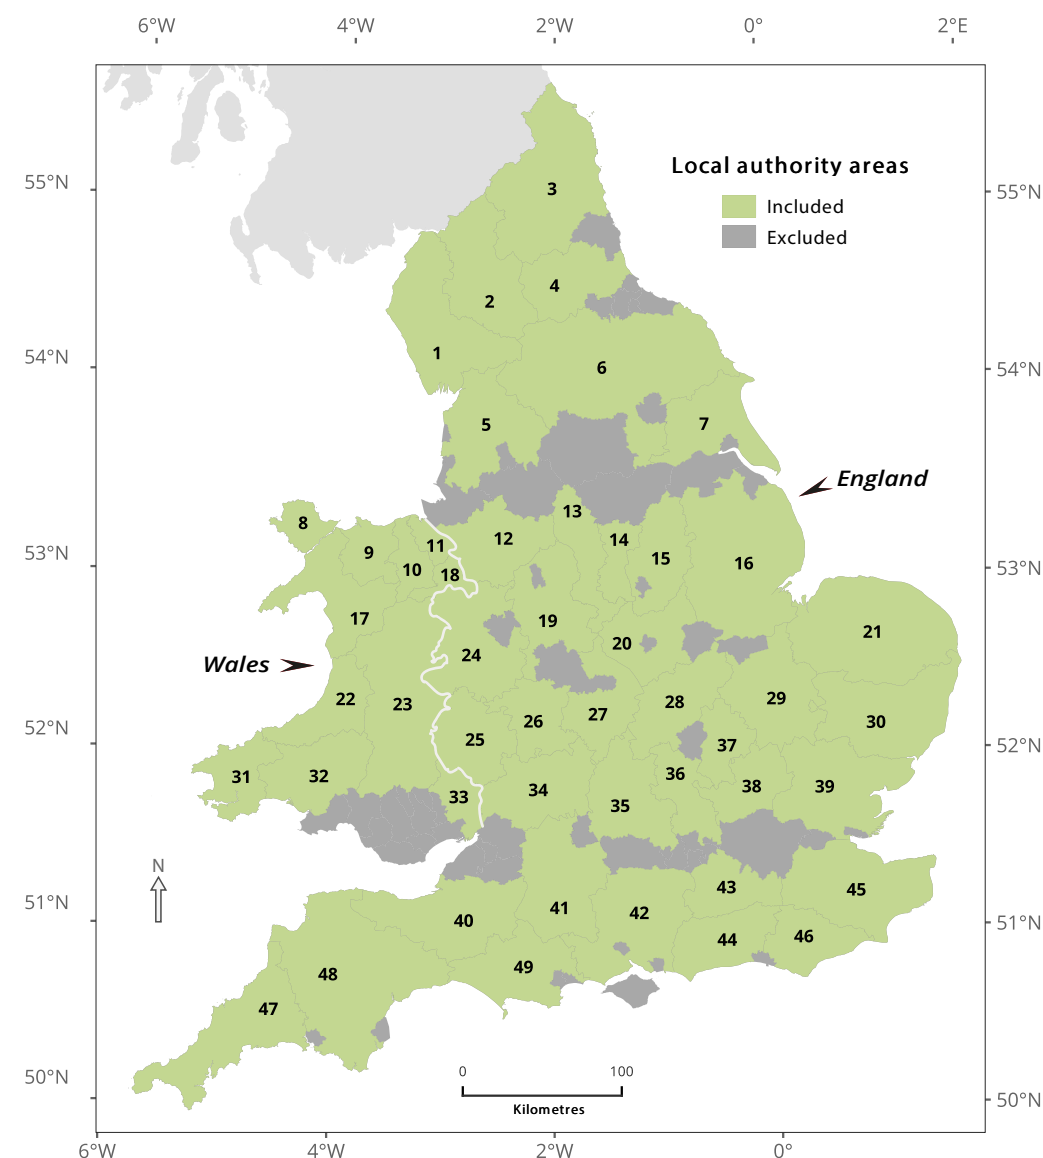 6°W 4°W 2°W 0° 2°E
Local authority areas
55°N 55°N
3
Included
Excluded
4
2
1
54°N 54°N
6
5 7
England
13
8 12 14
9 11 15 16
53°N 10 18 53°N
17 19 21
20
Wales 24
22 23 28 29
26 27 30
52°N 25 37 52°N
31 32 36 38 39
33 34 35
N
43 45
51°N 40 41 42 51°N
44 46
48 49
47
50°N 0 100
Kilometres
50°N
6°W 4°W 2°W 0°